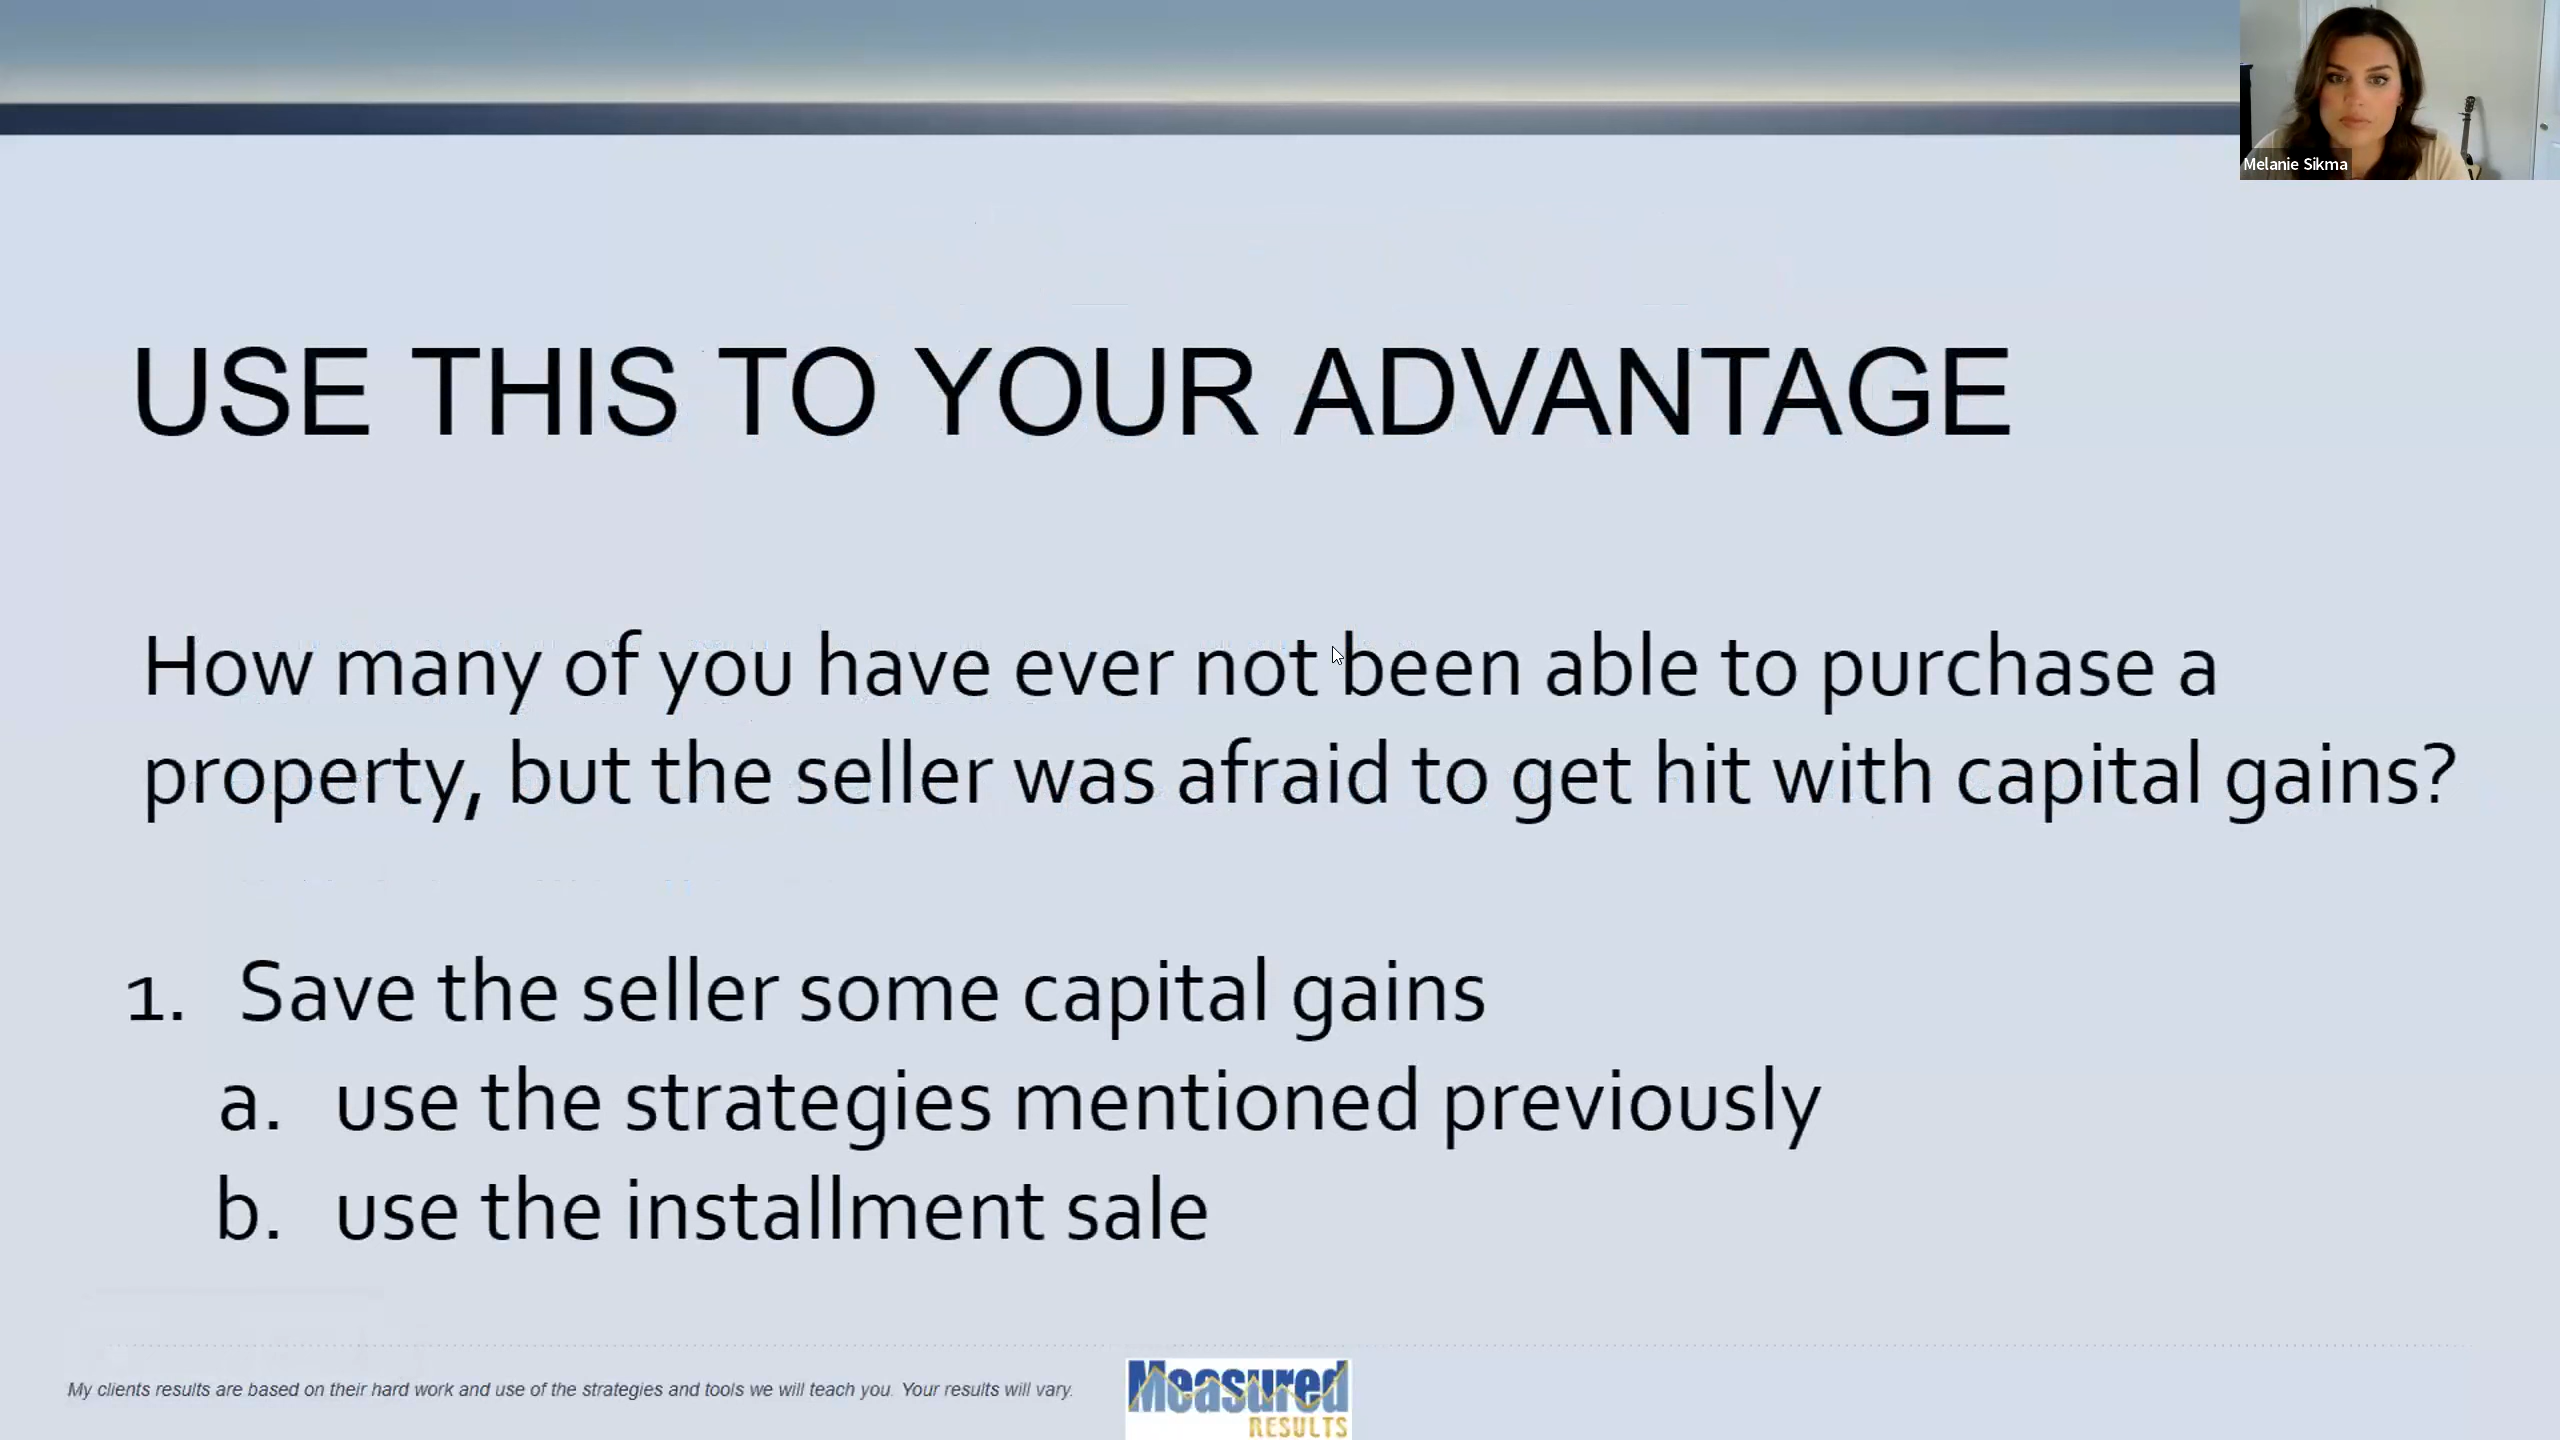 Melanie Sikma
USE THIS TO YOUR ADVANTAGE
How many of you have ever not been able to purchase a
property, but the seller was afraid to get hit with capital gains?
1. Save the seller some capital gains
a. use the strategies mentioned previously
b. use the installment sale
My clients results are based on their hard work and use of the strategies and tools we will teach you. Your results will vary.
Measured
RESULTS